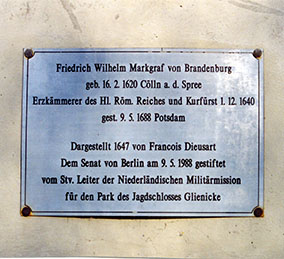 Friedrich Wilhelm Markgraf von Brandenburg
geb. 16. 2. 1620 Cölln a. d. Spree
Erzkämmerer des Hl. Röm. Reiches und Kurfürst 1. 12. 1640
gest. 9. 5. 1688 Potsdam
Dargestellt 1647 von Francois Dieusart
Dem Senat von Berlin am 9. 5. 1988 gestiftet
vom Stv. Leiter der Niederländischen Militärmission
für den Park des Jagdschlosses Glienicke